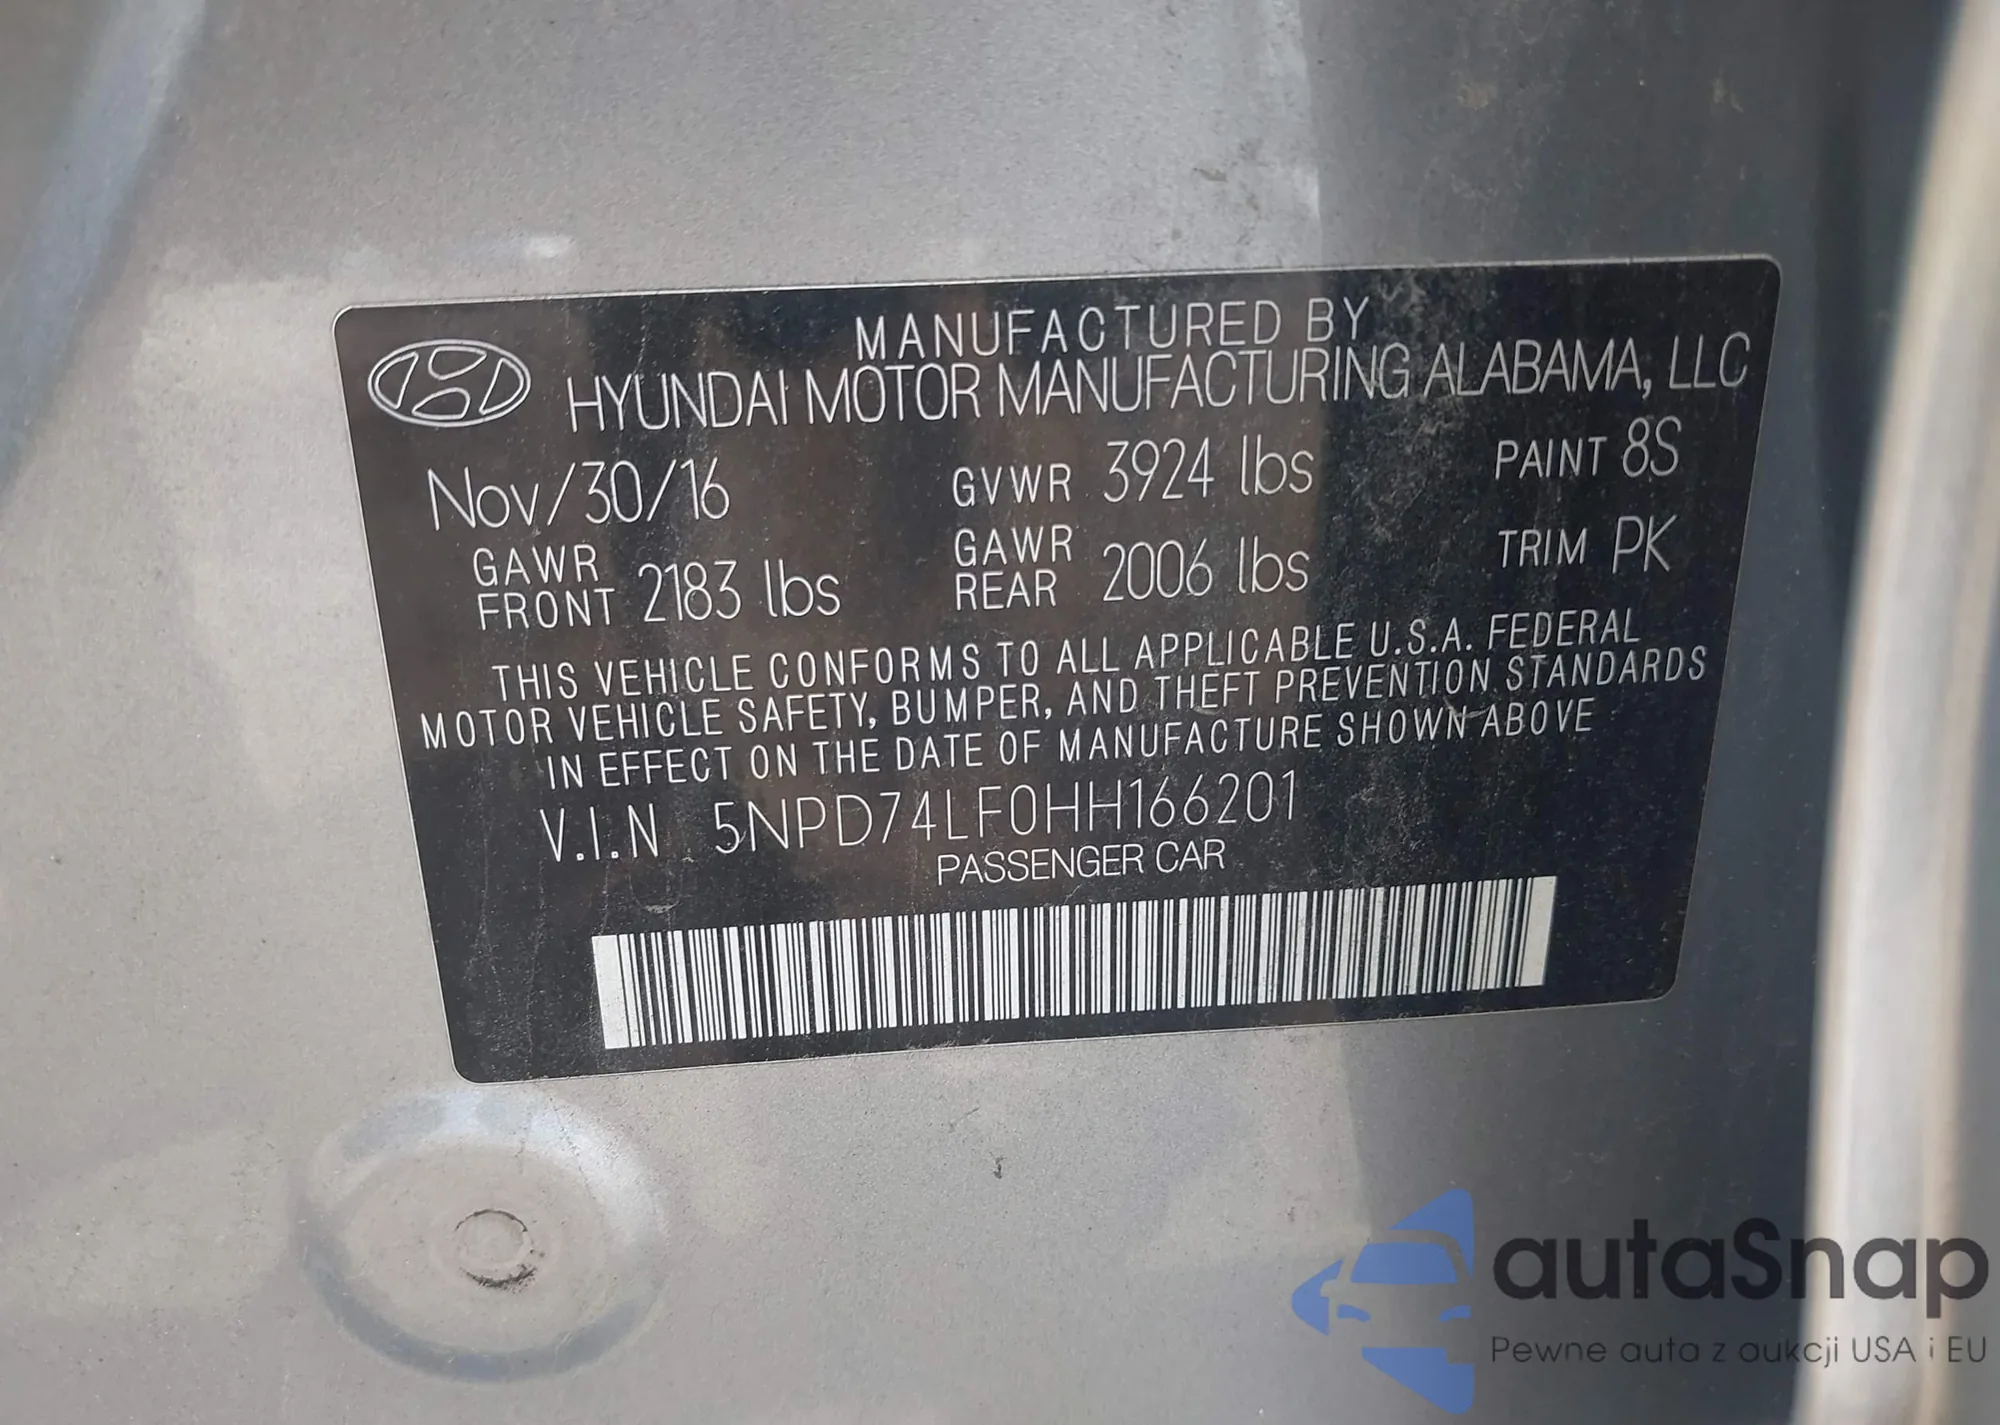 MANUFACTURED BY
HYUNDAI MOTOR MANUFACTURING ALABAMA, LLC
Nov/30/16 GVWR 3924 lbs PAINT 8S
GAWR FRONT 2183 lbs GAWR REAR 2006 lbs TRIM PK
THIS VEHICLE CONFORMS TO ALL APPLICABLE U.S.A. FEDERAL
MOTOR VEHICLE SAFETY, BUMPER, AND THEFT PREVENTION STANDARDS
IN EFFECT ON THE DATE OF MANUFACTURE SHOWN ABOVE
V.I.N 5NPD74LF0HH166201
PASSENGER CAR
autaSnap
Pewne auta z aukcji USA i EU